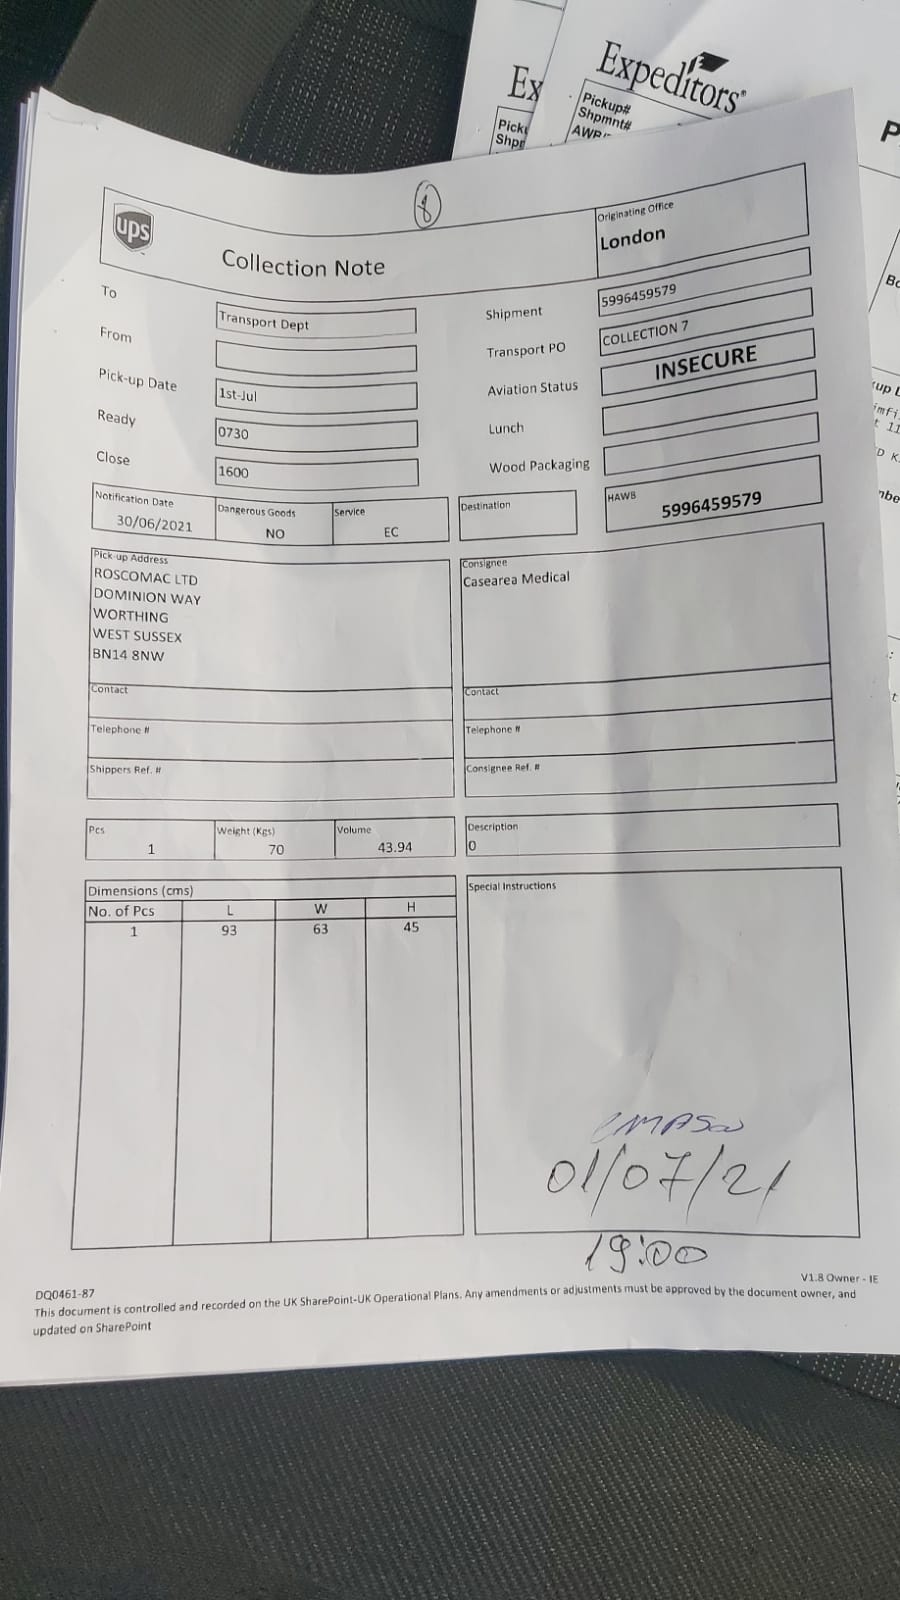 Expeditors®
Ex
Pickup#
Shpmnt#
P
8
ups
Collection Note
Originating Office
London
To
Transport Dept
From
Pick-up Date
1st-Jul
Ready
0730
Close
1600
Shipment
5996459579
Transport PO
COLLECTION 7
Aviation Status
INSECURE
Lunch
Wood Packaging
Notification Date
30/06/2021
Dangerous Goods
NO
Service
EC
Destination
HAWB
5996459579
Pick-up Address
ROSCOMAC LTD
DOMINION WAY
WORTHING
WEST SUSSEX
BN14 8NW
Contact
Telephone #
Shippers Ref. #
Consignee
Casearea Medical
Contact
Telephone #
Consignee Ref. #
Pcs
1
Weight (Kgs)
70
Volume
43.94
Description
0
Dimensions (cms)
No. of Pcs L W H
1 93 63 45
Special Instructions
01/07/21
19:00
V1.8 Owner - IE
DQ0461-87
This document is controlled and recorded on the UK SharePoint-UK Operational Plans. Any amendments or adjustments must be approved by the document owner, and
updated on SharePoint